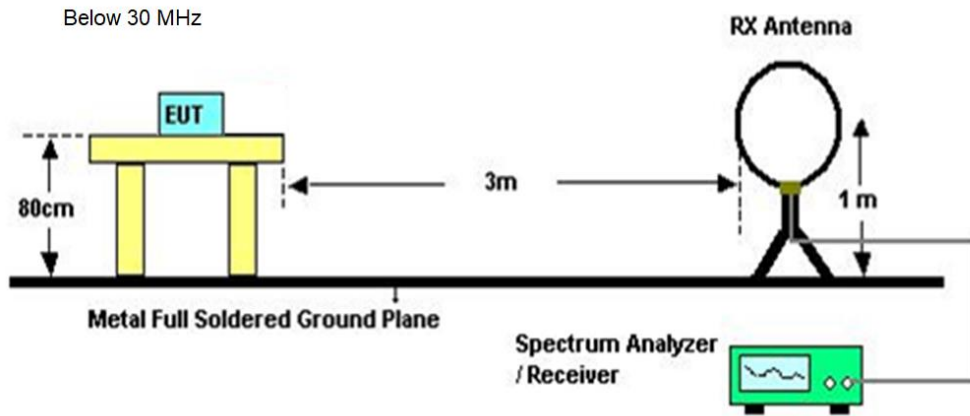 Below 30 MHz
RX Antenna
EUT
3m
80cm
1 m
Metal Full Soldered Ground Plane
Spectrum Analyzer
/ Receiver